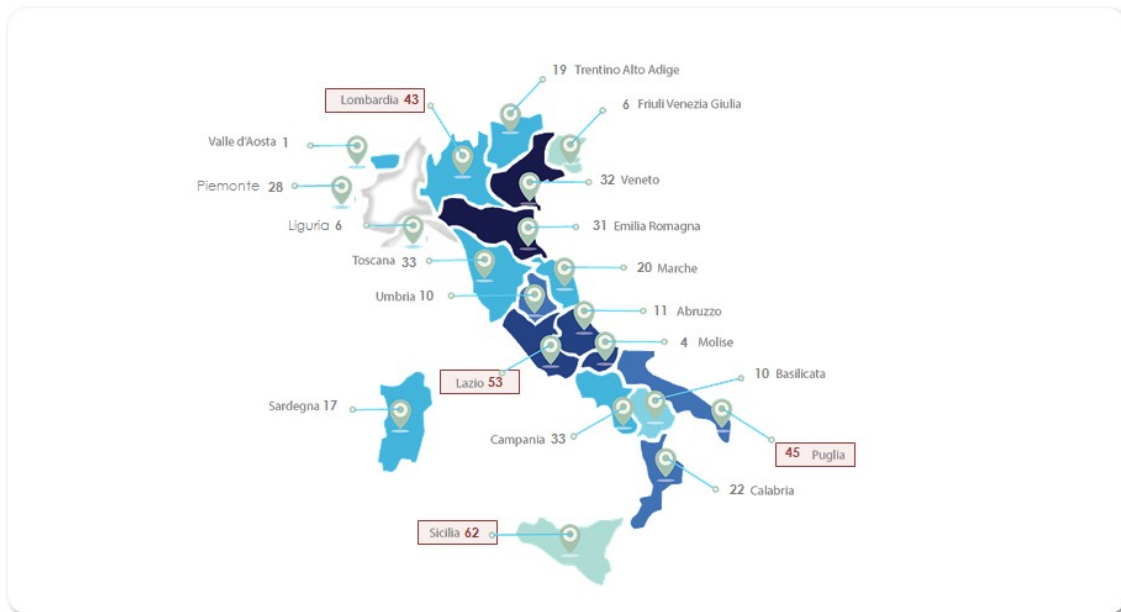 19 Trentino Alto Adige
Lombardia 43
6 Friuli Venezia Giulia
Valle d'Aosta 1
Piemonte 28
32 Veneto
Liguria 6
31 Emilia Romagna
Toscana 33
20 Marche
Umbria 10
11 Abruzzo
4 Molise
Lazio 53
10 Basilicata
Sardegna 17
Campania 33
45 Puglia
22 Calabria
Sicilia 62